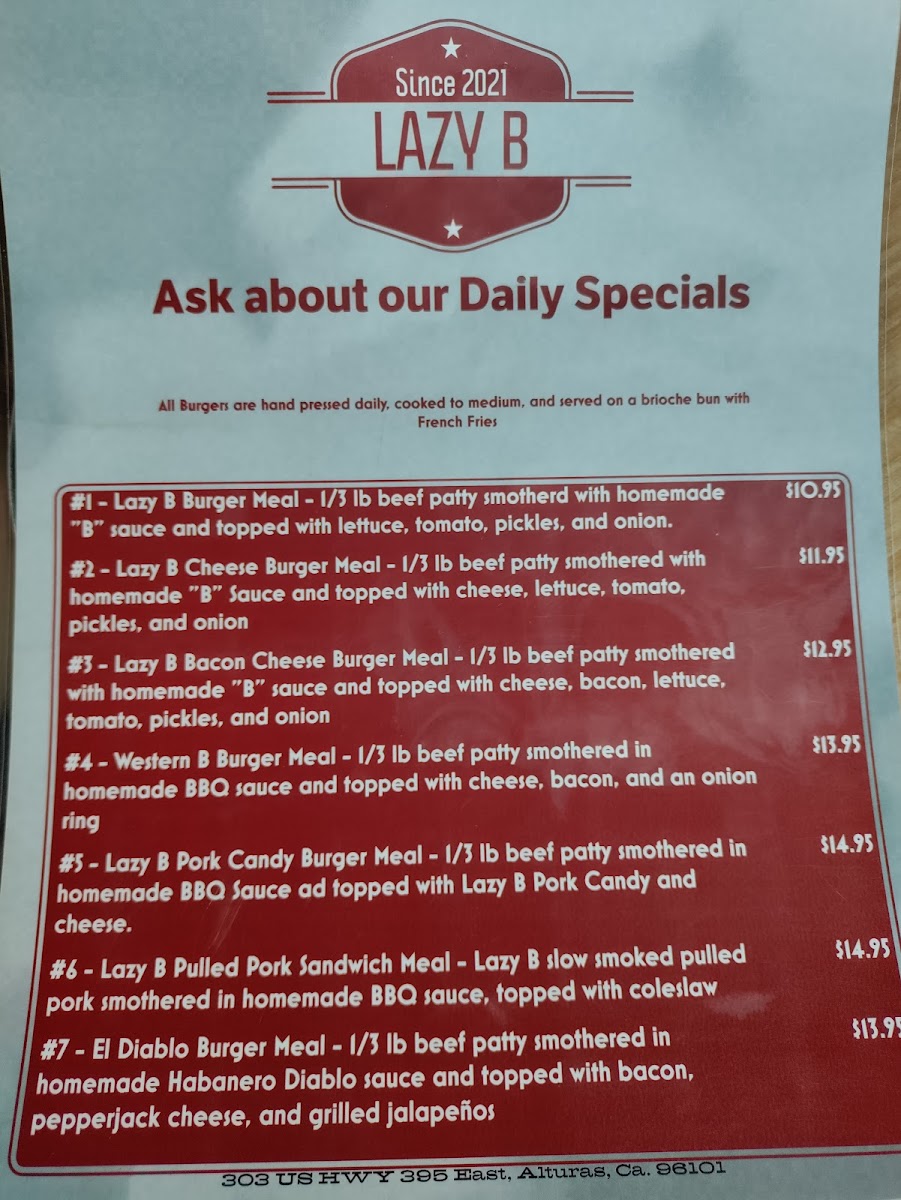 Since 2021
LAZY B
Ask about our Daily Specials
All Burgers are hand pressed daily, cooked to medium, and served on a brioche bun with
French Fries
#1 - Lazy B Burger Meal - 1/3 lb beef patty smotherd with homemade $10.95
"B" sauce and topped with lettuce, tomato, pickles, and onion.
#2 - Lazy B Cheese Burger Meal - 1/3 lb beef patty smothered with $11.95
homemade "B" Sauce and topped with cheese, lettuce, tomato,
pickles, and onion
#3 - Lazy B Bacon Cheese Burger Meal - 1/3 lb beef patty smothered $12.95
with homemade "B" sauce and topped with cheese, bacon, lettuce,
tomato, pickles, and onion
#4 - Western B Burger Meal - 1/3 lb beef patty smothered in $13.95
homemade BBQ sauce and topped with cheese, bacon, and an onion
ring
#5 - Lazy B Pork Candy Burger Meal - 1/3 lb beef patty smothered in $14.95
homemade BBQ Sauce ad topped with Lazy B Pork Candy and
cheese.
#6 - Lazy B Pulled Pork Sandwich Meal - Lazy B slow smoked pulled $14.95
pork smothered in homemade BBQ sauce, topped with coleslaw
#7 - El Diablo Burger Meal - 1/3 lb beef patty smothered in $13.95
homemade Habanero Diablo sauce and topped with bacon,
pepperjack cheese, and grilled jalapeños
303 US HWY 395 East, Alturas, Ca. 96101